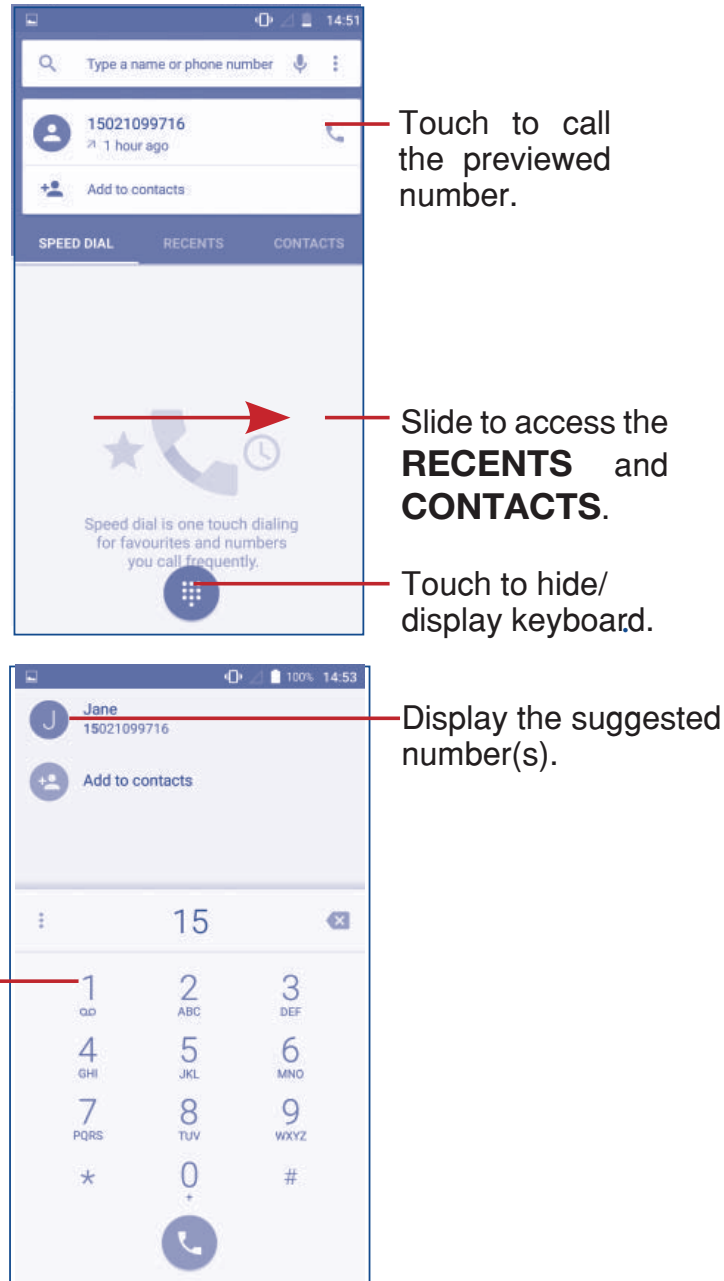 14:51
Type a name or phone number
15021099716
1 hour ago
Add to contacts
Touch to call
the previewed
number.
SPEED DIAL RECENTS CONTACTS
Slide to access the
RECENTS and
CONTACTS.
Speed dial is one touch dialing
for favourites and numbers
you call frequently.
Touch to hide/
display keyboard.
100% 14:53
J
Jane
15021099716
Display the suggested
number(s).
Add to contacts
15
1 2 3
ABC DEF
4 5 6
GHI JKL MNO
7 8 9
PQRS TUV WXYZ
* 0 #
+